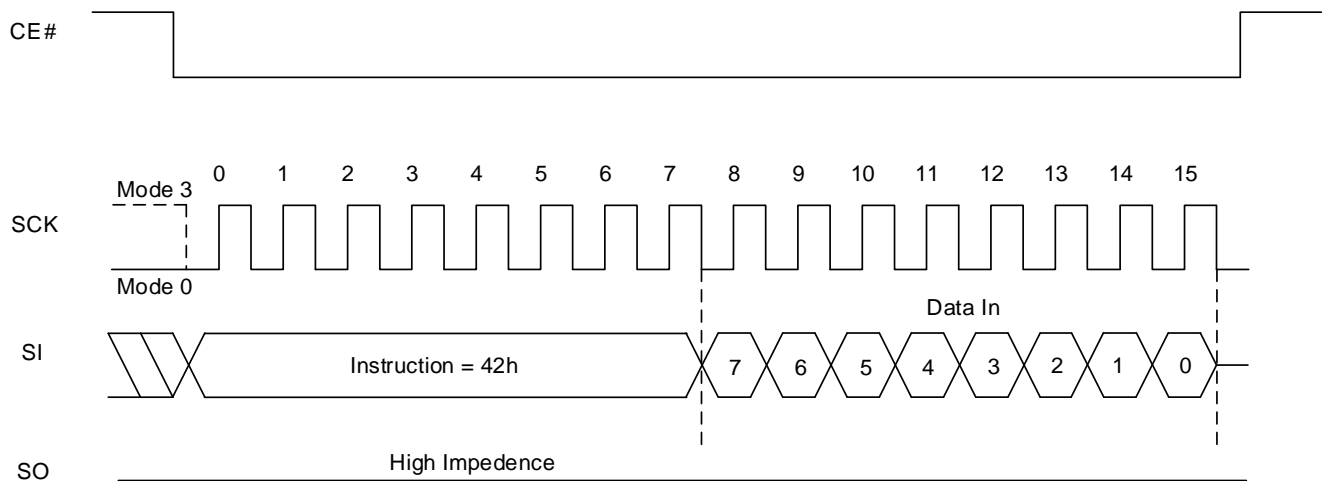 CE#
0 1 2 3 4 5 6 7 8 9 10 11 12 13 14 15
Mode 3
SCK
Mode 0
Data In
SI
Instruction = 42h
7 6 5 4 3 2 1 0
High Impedence
SO